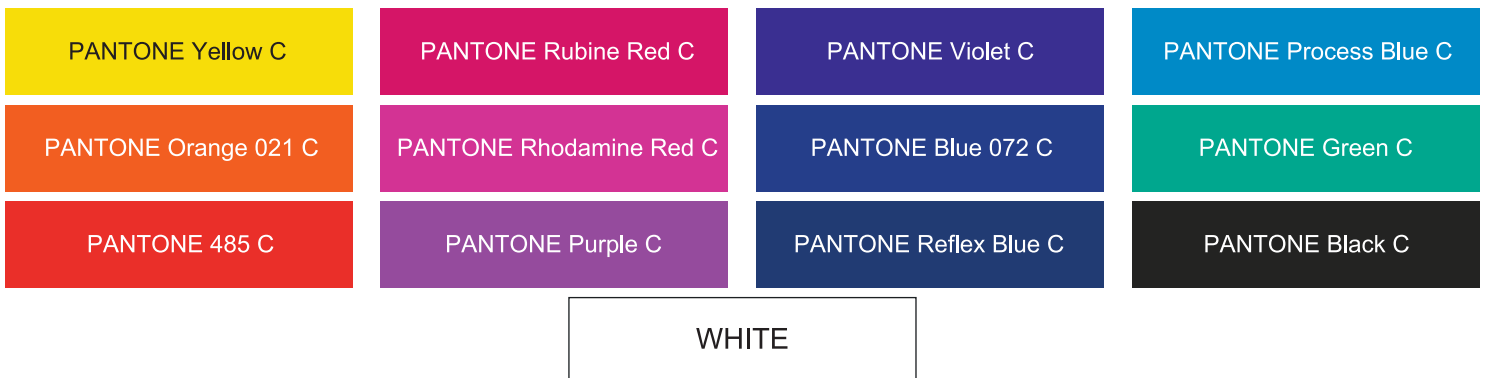 PANTONE Yellow C
PANTONE Rubine Red C
PANTONE Violet C
PANTONE Process Blue C
PANTONE Orange 021 C
PANTONE Rhodamine Red C
PANTONE Blue 072 C
PANTONE Green C
PANTONE 485 C
PANTONE Purple C
PANTONE Reflex Blue C
PANTONE Black C
WHITE